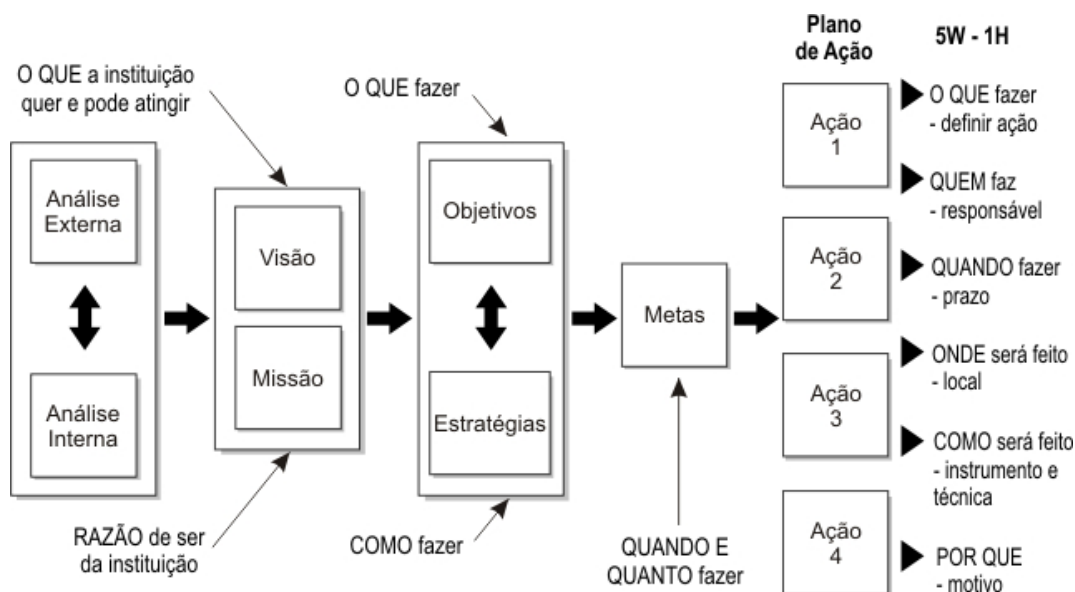 O QUE a instituição
quer e pode atingir
Análise
Externa
Análise
Interna
Visão
Missão
RAZÃO de ser
da instituição
O QUE fazer
Objetivos
Estratégias
COMO fazer
Metas
QUANDO E
QUANTO fazer
Plano
de Ação
Ação
1
Ação
2
Ação
3
Ação
4
5W - 1H
O QUE fazer
- definir ação
QUEM faz
- responsável
QUANDO fazer
- prazo
ONDE será feito
- local
COMO será feito
- instrumento e
técnica
POR QUE
- motivo